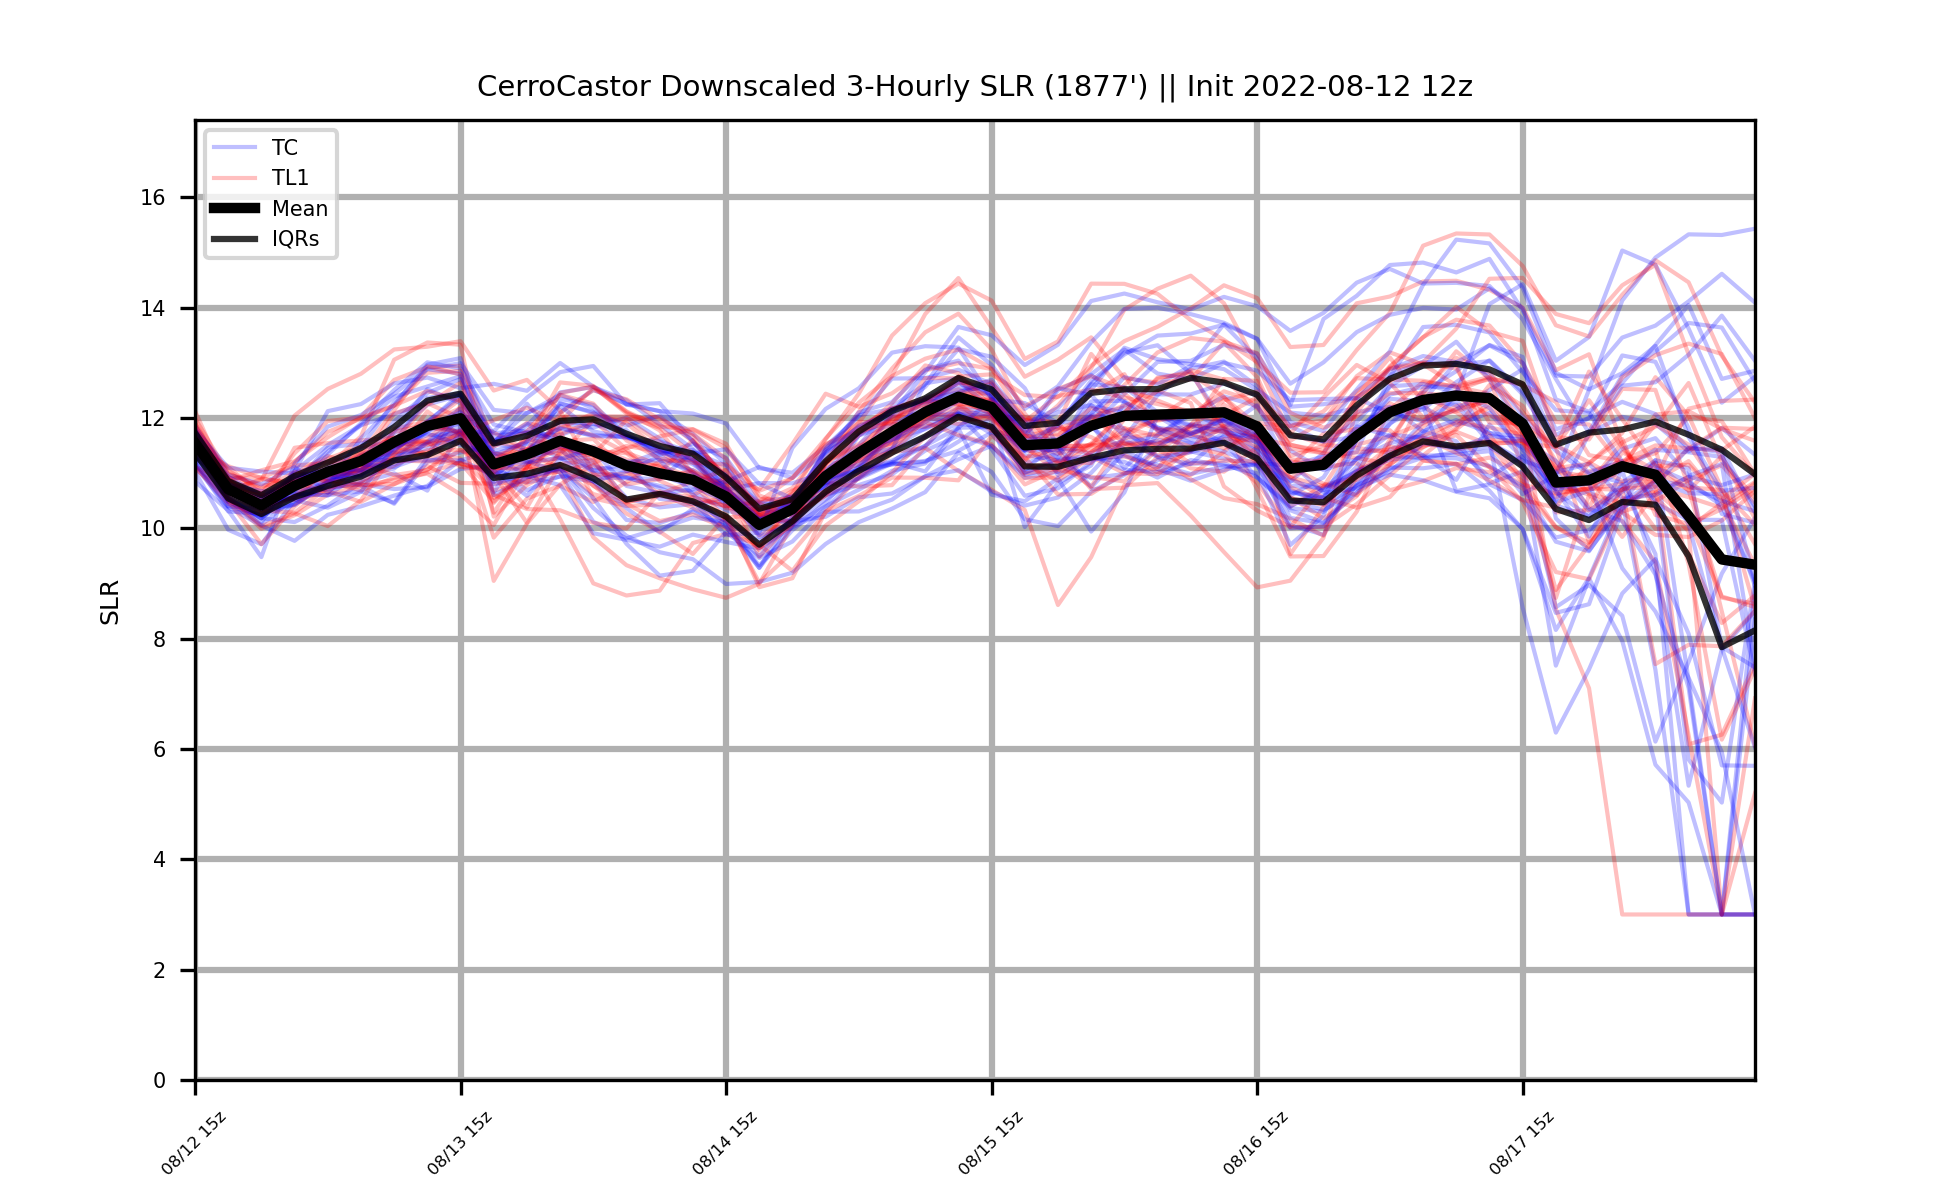 CerroCastor Downscaled 3-Hourly SLR (1877') || Init 2022-08-12 12z
TC
TL1
Mean
IQRs
SLR
16
14
12
10
8
6
4
2
0
08/12 15z
08/13 15z
08/14 15z
08/15 15z
08/16 15z
08/17 15z